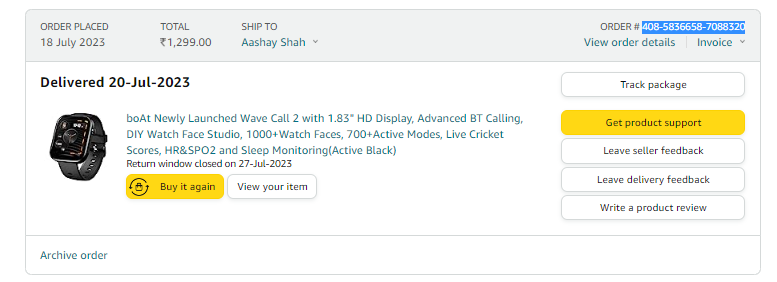 ORDER PLACED TOTAL SHIP TO ORDER # 408-5836658-7088320
18 July 2023 ₹1,299.00 Aashay Shah View order details Invoice
Delivered 20-Jul-2023
Track package
boAt Newly Launched Wave Call 2 with 1.83" HD Display, Advanced BT Calling,
DIY Watch Face Studio, 1000+Watch Faces, 700+Active Modes, Live Cricket
Scores, HR&SPO2 and Sleep Monitoring(Active Black)
Return window closed on 27-Jul-2023
Buy it again View your item
Get product support
Leave seller feedback
Leave delivery feedback
Write a product review
Archive order